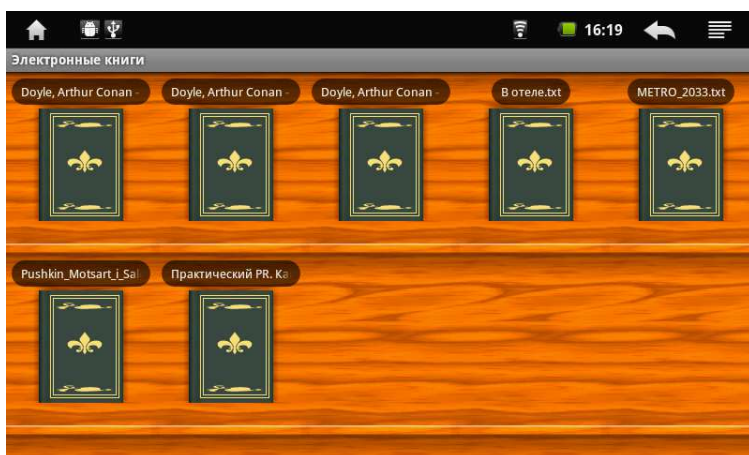 16:19
Электронные книги
Doyle, Arthur Conan -
Doyle, Arthur Conan -
Doyle, Arthur Conan -
В отеле.txt
METRO_2033.txt
Pushkin_Motsart_i_Sal
Практический PR. Ка